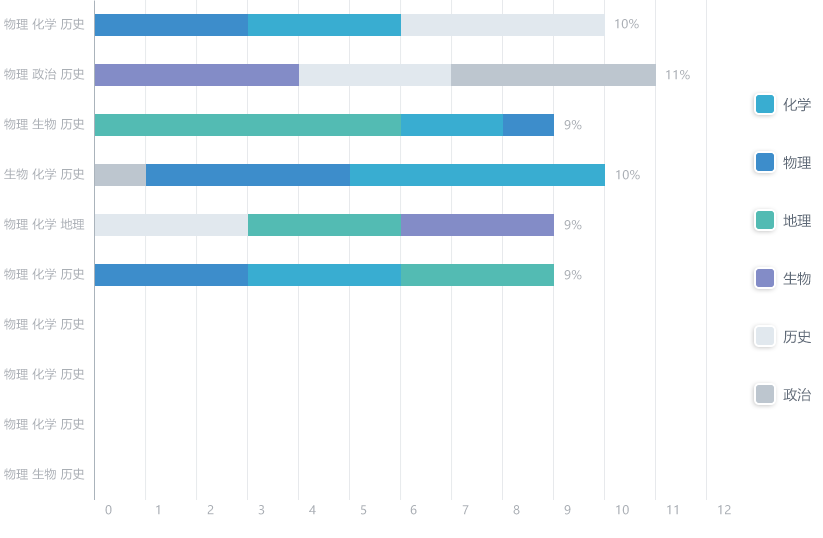 物理 化学 历史
10%
物理 政治 历史
11%
物理 生物 历史
9%
生物 化学 历史
10%
物理 化学 地理
9%
物理 化学 历史
9%
物理 化学 历史
物理 化学 历史
物理 化学 历史
物理 生物 历史
0 1 2 3 4 5 6 7 8 9 10 11 12
化学
物理
地理
生物
历史
政治